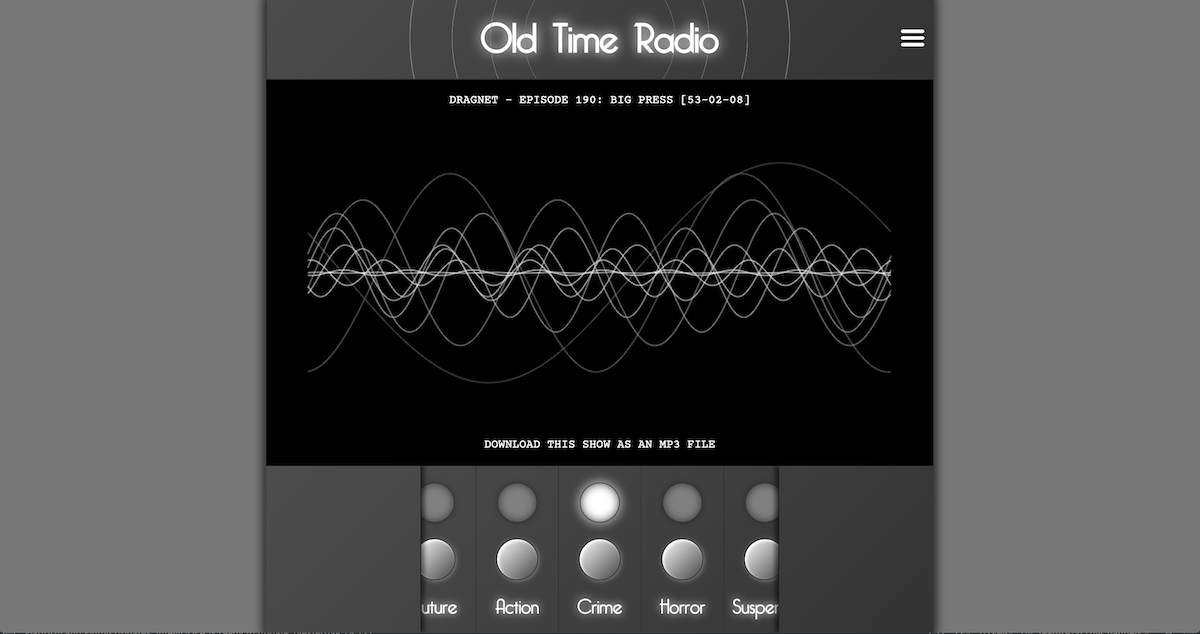 Old Time Radio
DRAGNET - EPISODE 190: BIG PRESS [53-02-08]
DOWNLOAD THIS SHOW AS AN MP3 FILE
uture Action Crime Horror Suspen